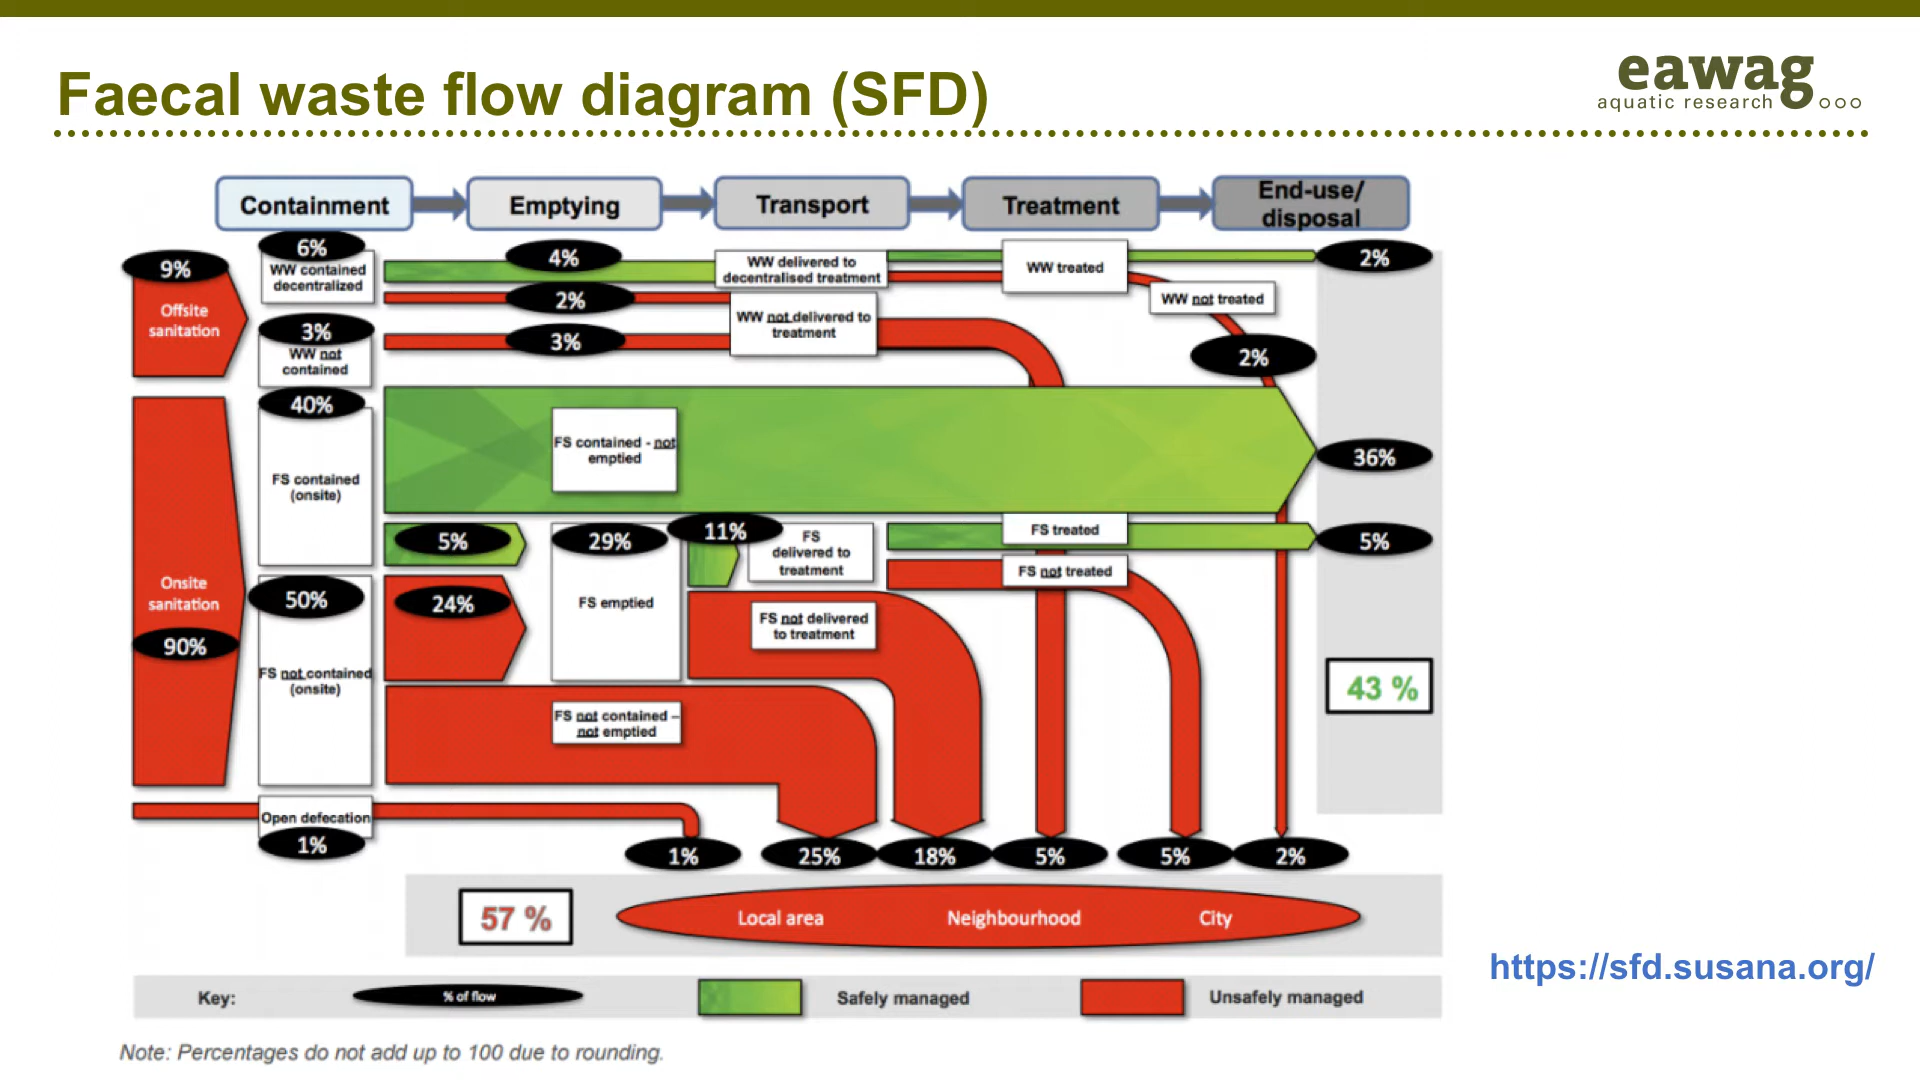 Faecal waste flow diagram (SFD)
eawag
aquatic research
Containment
Emptying
Transport
Treatment
End-use/
disposal
9%
Offsite
sanitation
6%
WW contained
decentralized
4%
WW delivered to
decentralised treatment
WW treated
2%
2%
WW not delivered to
treatment
WW not treated
3%
WW not
contained
3%
2%
40%
FS contained
(onsite)
FS contained - not
emptied
36%
5%
29%
FS emptied
11%
FS
delivered to
treatment
FS treated
5%
FS not treated
Onsite
sanitation
90%
50%
FS not contained
(onsite)
24%
FS not delivered
to treatment
FS not contained –
not emptied
43 %
Open defecation
1%
1%
25%
18%
5%
5%
2%
57 %
Local area
Neighbourhood
City
https://sfd.susana.org/
Key:
% of flow
Safely managed
Unsafely managed
Note: Percentages do not add up to 100 due to rounding.